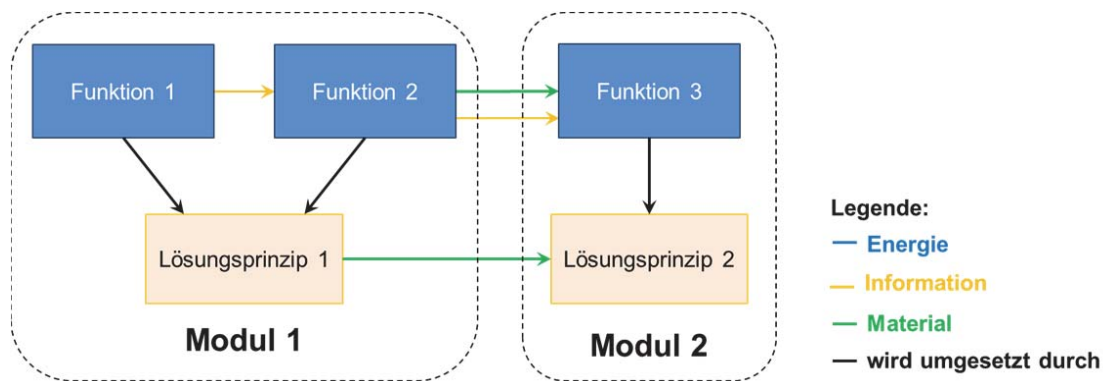 Funktion 1
Funktion 2
Funktion 3
Lösungsprinzip 1
Lösungsprinzip 2
Modul 1
Modul 2
Legende:
Energie
Information
Material
wird umgesetzt durch